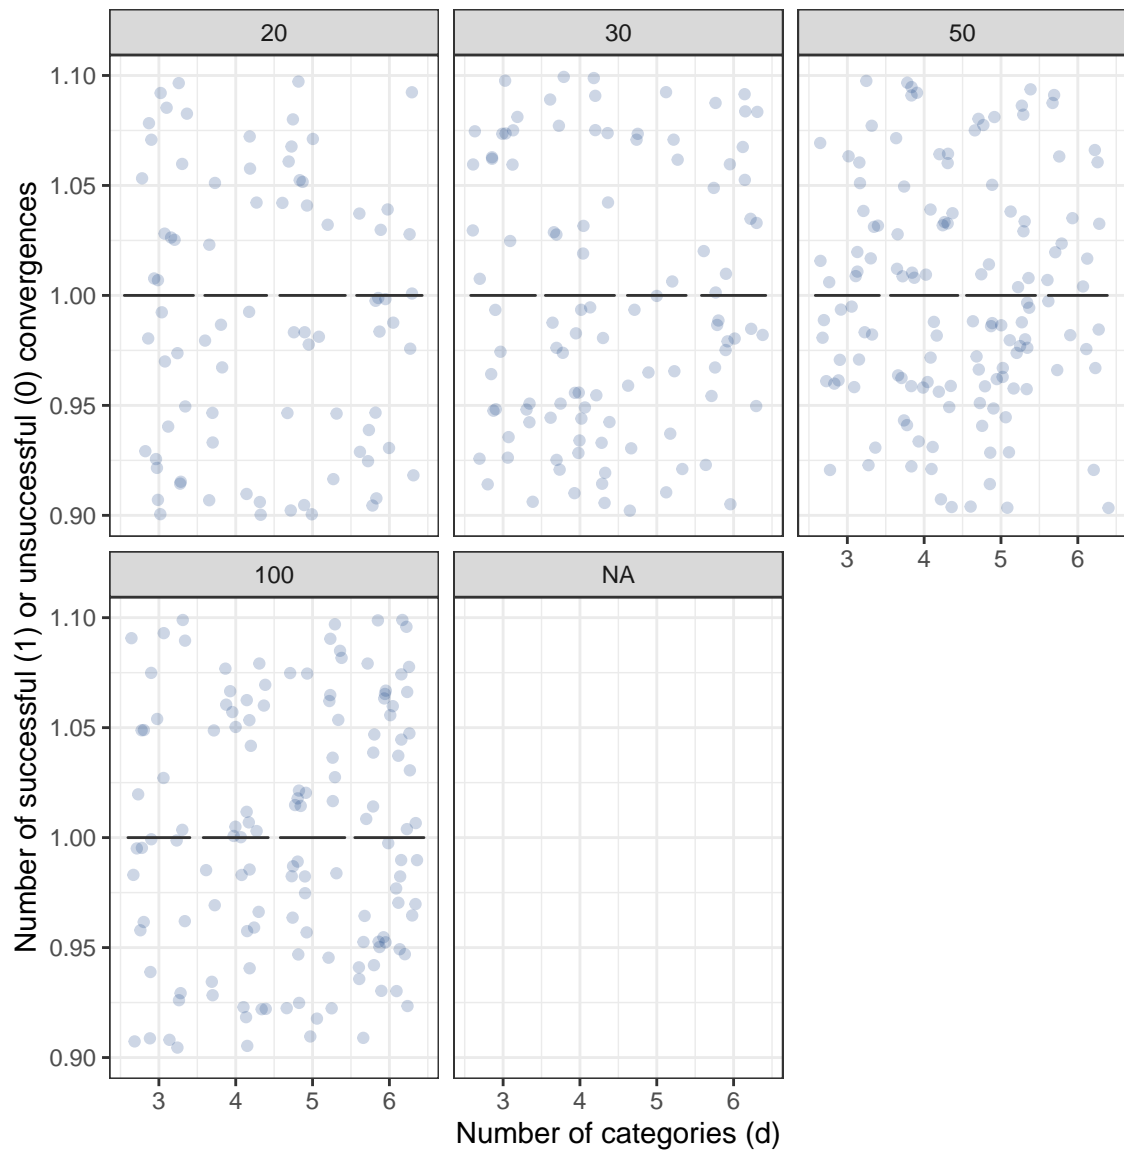 20
30
50
1.10
1.05
1.00
0.95
0.90
3 4 5 6
100
NA
1.10
1.05
1.00
0.95
0.90
3 4 5 6
3 4 5 6
Number of categories (d)
Number of successful (1) or unsuccessful (0) convergences